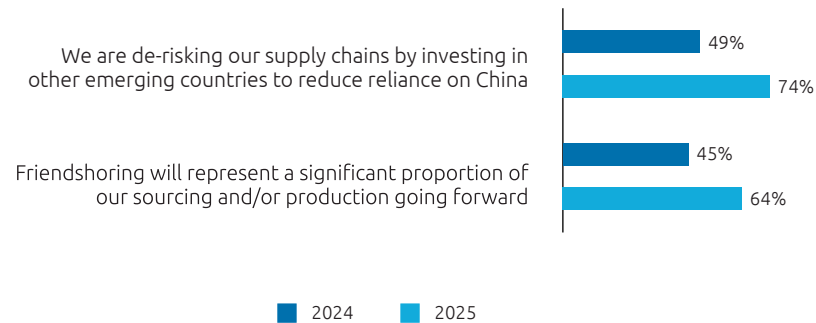 We are de-risking our supply chains by investing in
other emerging countries to reduce reliance on China
49%
74%
Friendshoring will represent a significant proportion of
our sourcing and/or production going forward
45%
64%
2024
2025